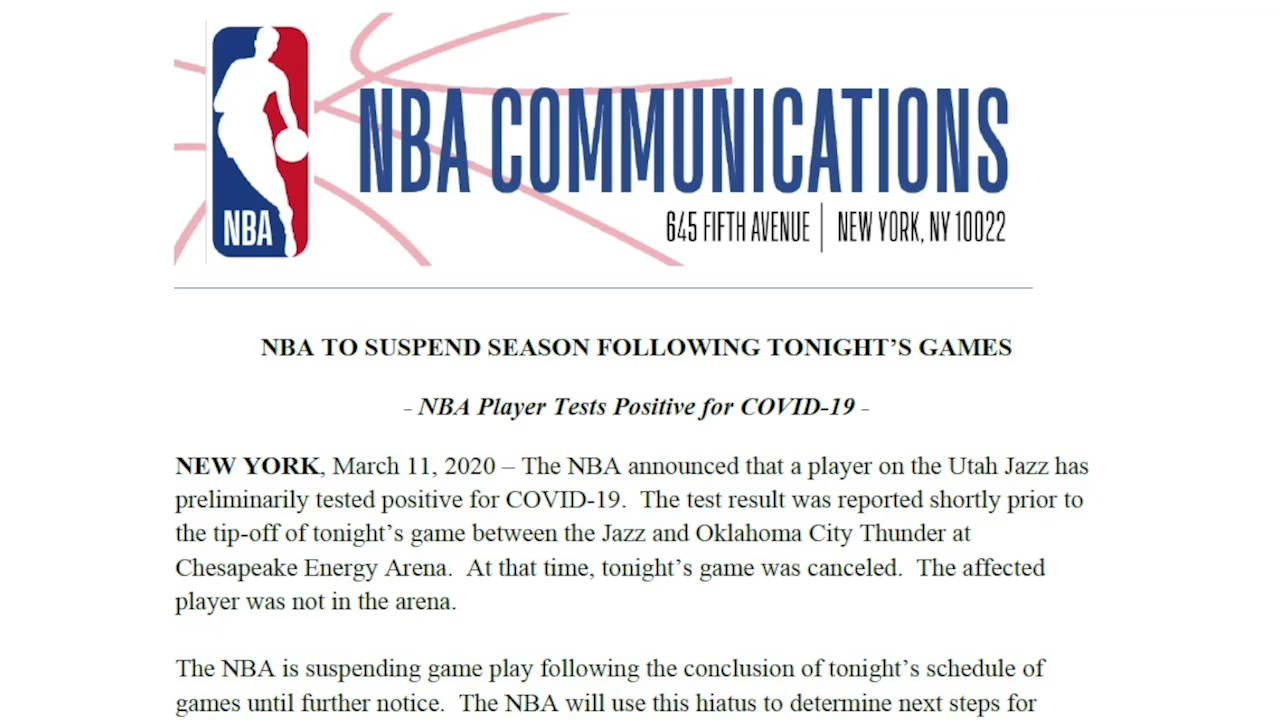 NBA
NBA COMMUNICATIONS
645 FIFTH AVENUE | NEW YORK, NY 10022
NBA TO SUSPEND SEASON FOLLOWING TONIGHT’S GAMES
- NBA Player Tests Positive for COVID-19 -
NEW YORK, March 11, 2020 – The NBA announced that a player on the Utah Jazz has
preliminarily tested positive for COVID-19.  The test result was reported shortly prior to
the tip-off of tonight’s game between the Jazz and Oklahoma City Thunder at
Chesapeake Energy Arena.  At that time, tonight’s game was canceled.  The affected
player was not in the arena.
The NBA is suspending game play following the conclusion of tonight’s schedule of
games until further notice.  The NBA will use this hiatus to determine next steps for